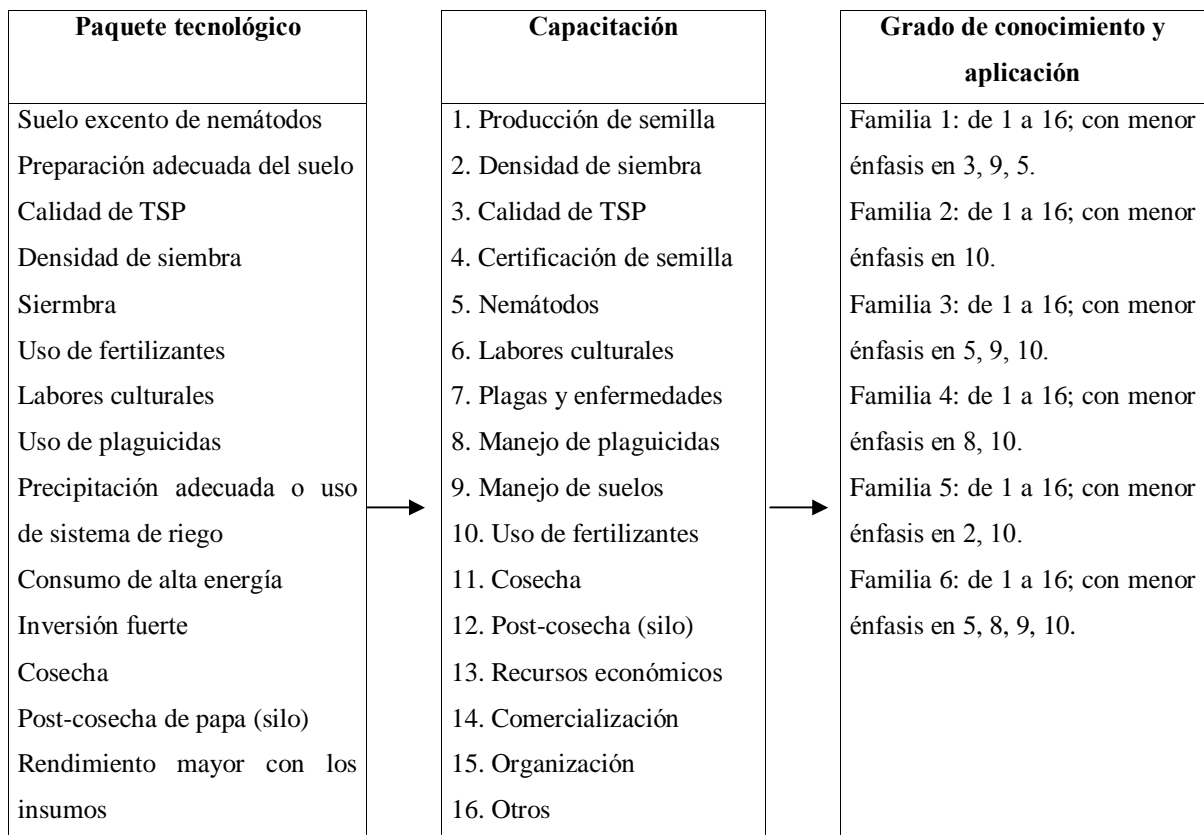 Paquete tecnológico
Suelo excento de nemátodos
Preparación adecuada del suelo
Calidad de TSP
Densidad de siembra
Siermbra
Uso de fertilizantes
Labores culturales
Uso de plaguicidas
Precipitación adecuada o uso
de sistema de riego
Consumo de alta energía
Inversión fuerte
Cosecha
Post-cosecha de papa (silo)
Rendimiento mayor con los
insumos
Capacitación
1. Producción de semilla
2. Densidad de siembra
3. Calidad de TSP
4. Certificación de semilla
5. Nemátodos
6. Labores culturales
7. Plagas y enfermedades
8. Manejo de plaguicidas
9. Manejo de suelos
10. Uso de fertilizantes
11. Cosecha
12. Post-cosecha (silo)
13. Recursos económicos
14. Comercialización
15. Organización
16. Otros
Grado de conocimiento y
aplicación
Familia 1: de 1 a 16; con menor
énfasis en 3, 9, 5.
Familia 2: de 1 a 16; con menor
énfasis en 10.
Familia 3: de 1 a 16; con menor
énfasis en 5, 9, 10.
Familia 4: de 1 a 16; con menor
énfasis en 8, 10.
Familia 5: de 1 a 16; con menor
énfasis en 2, 10.
Familia 6: de 1 a 16; con menor
énfasis en 5, 8, 9, 10.